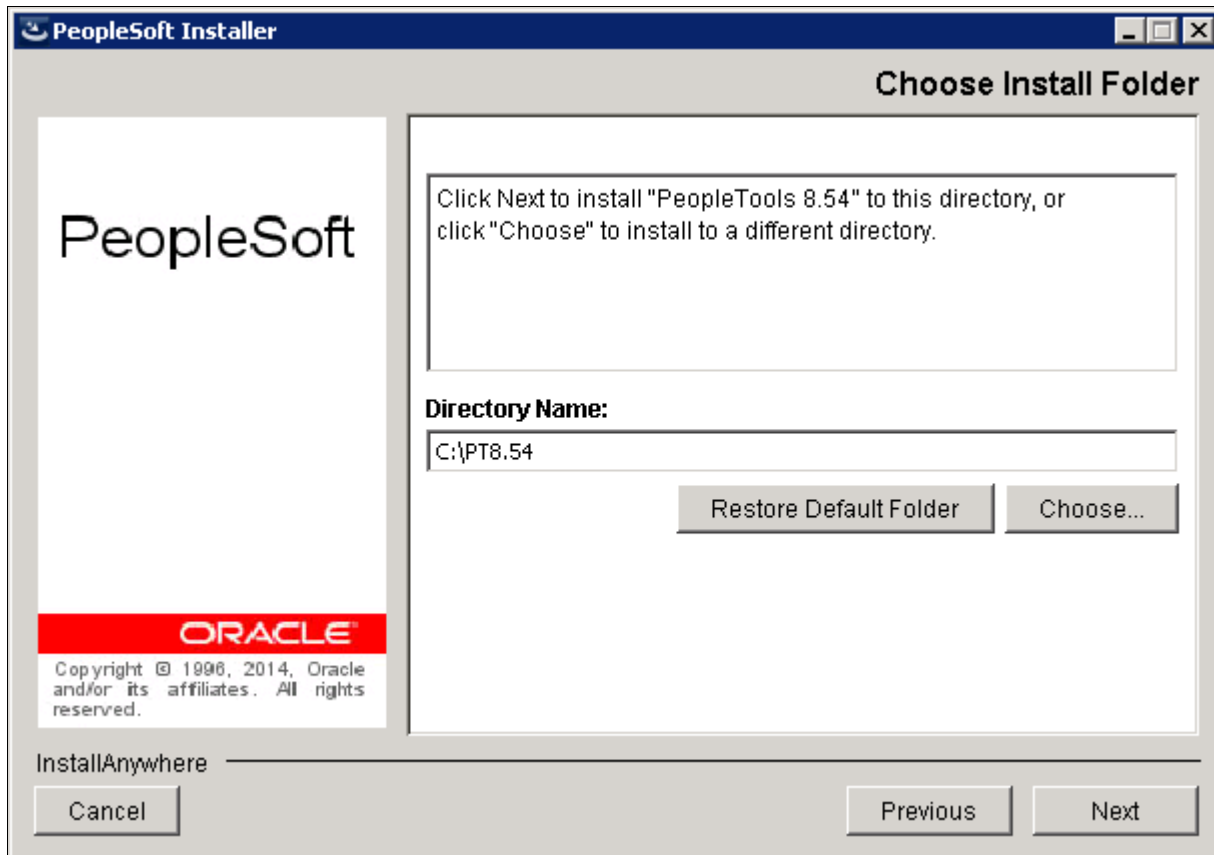 PeopleSoft Installer
Choose Install Folder
PeopleSoft
ORACLE
Copyright © 1996, 2014, Oracle
and/or its affiliates. All rights
reserved.
Click Next to install "PeopleTools 8.54" to this directory, or
click "Choose" to install to a different directory.
Directory Name:
C:\PT8.54
Restore Default Folder
Choose...
InstallAnywhere
Cancel
Previous
Next